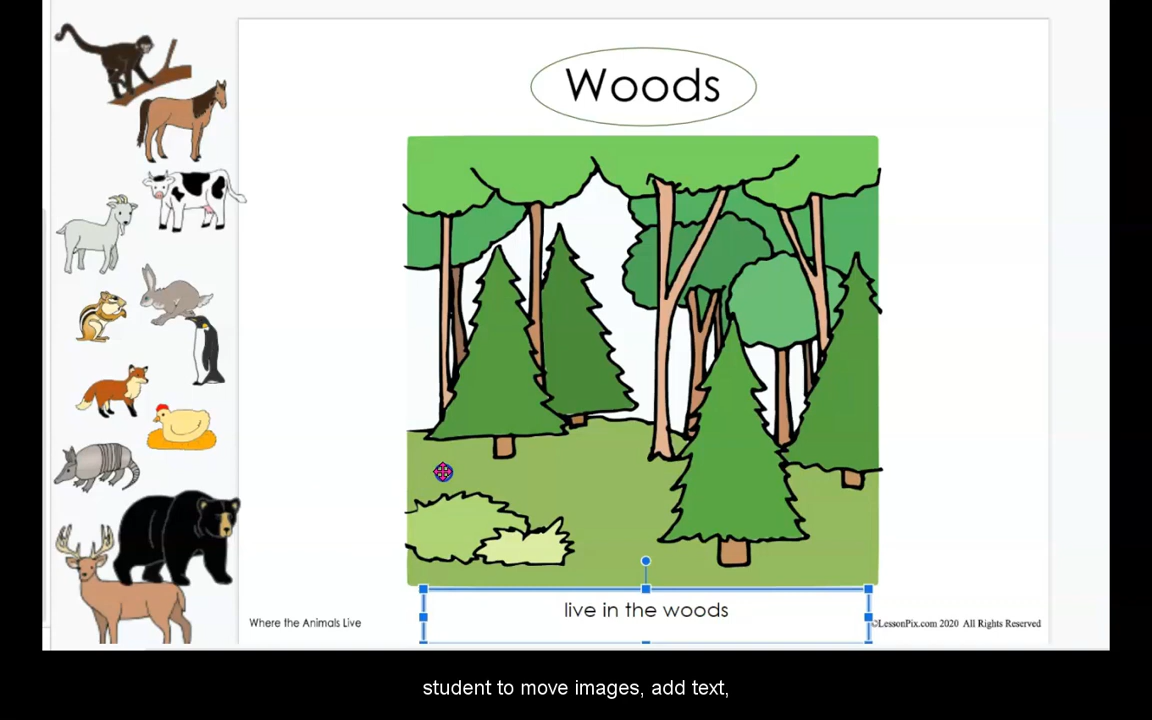 Woods
live in the woods
Where the Animals Live
©LessonPix.com 2020 All Rights Reserved
student to move images, add text,